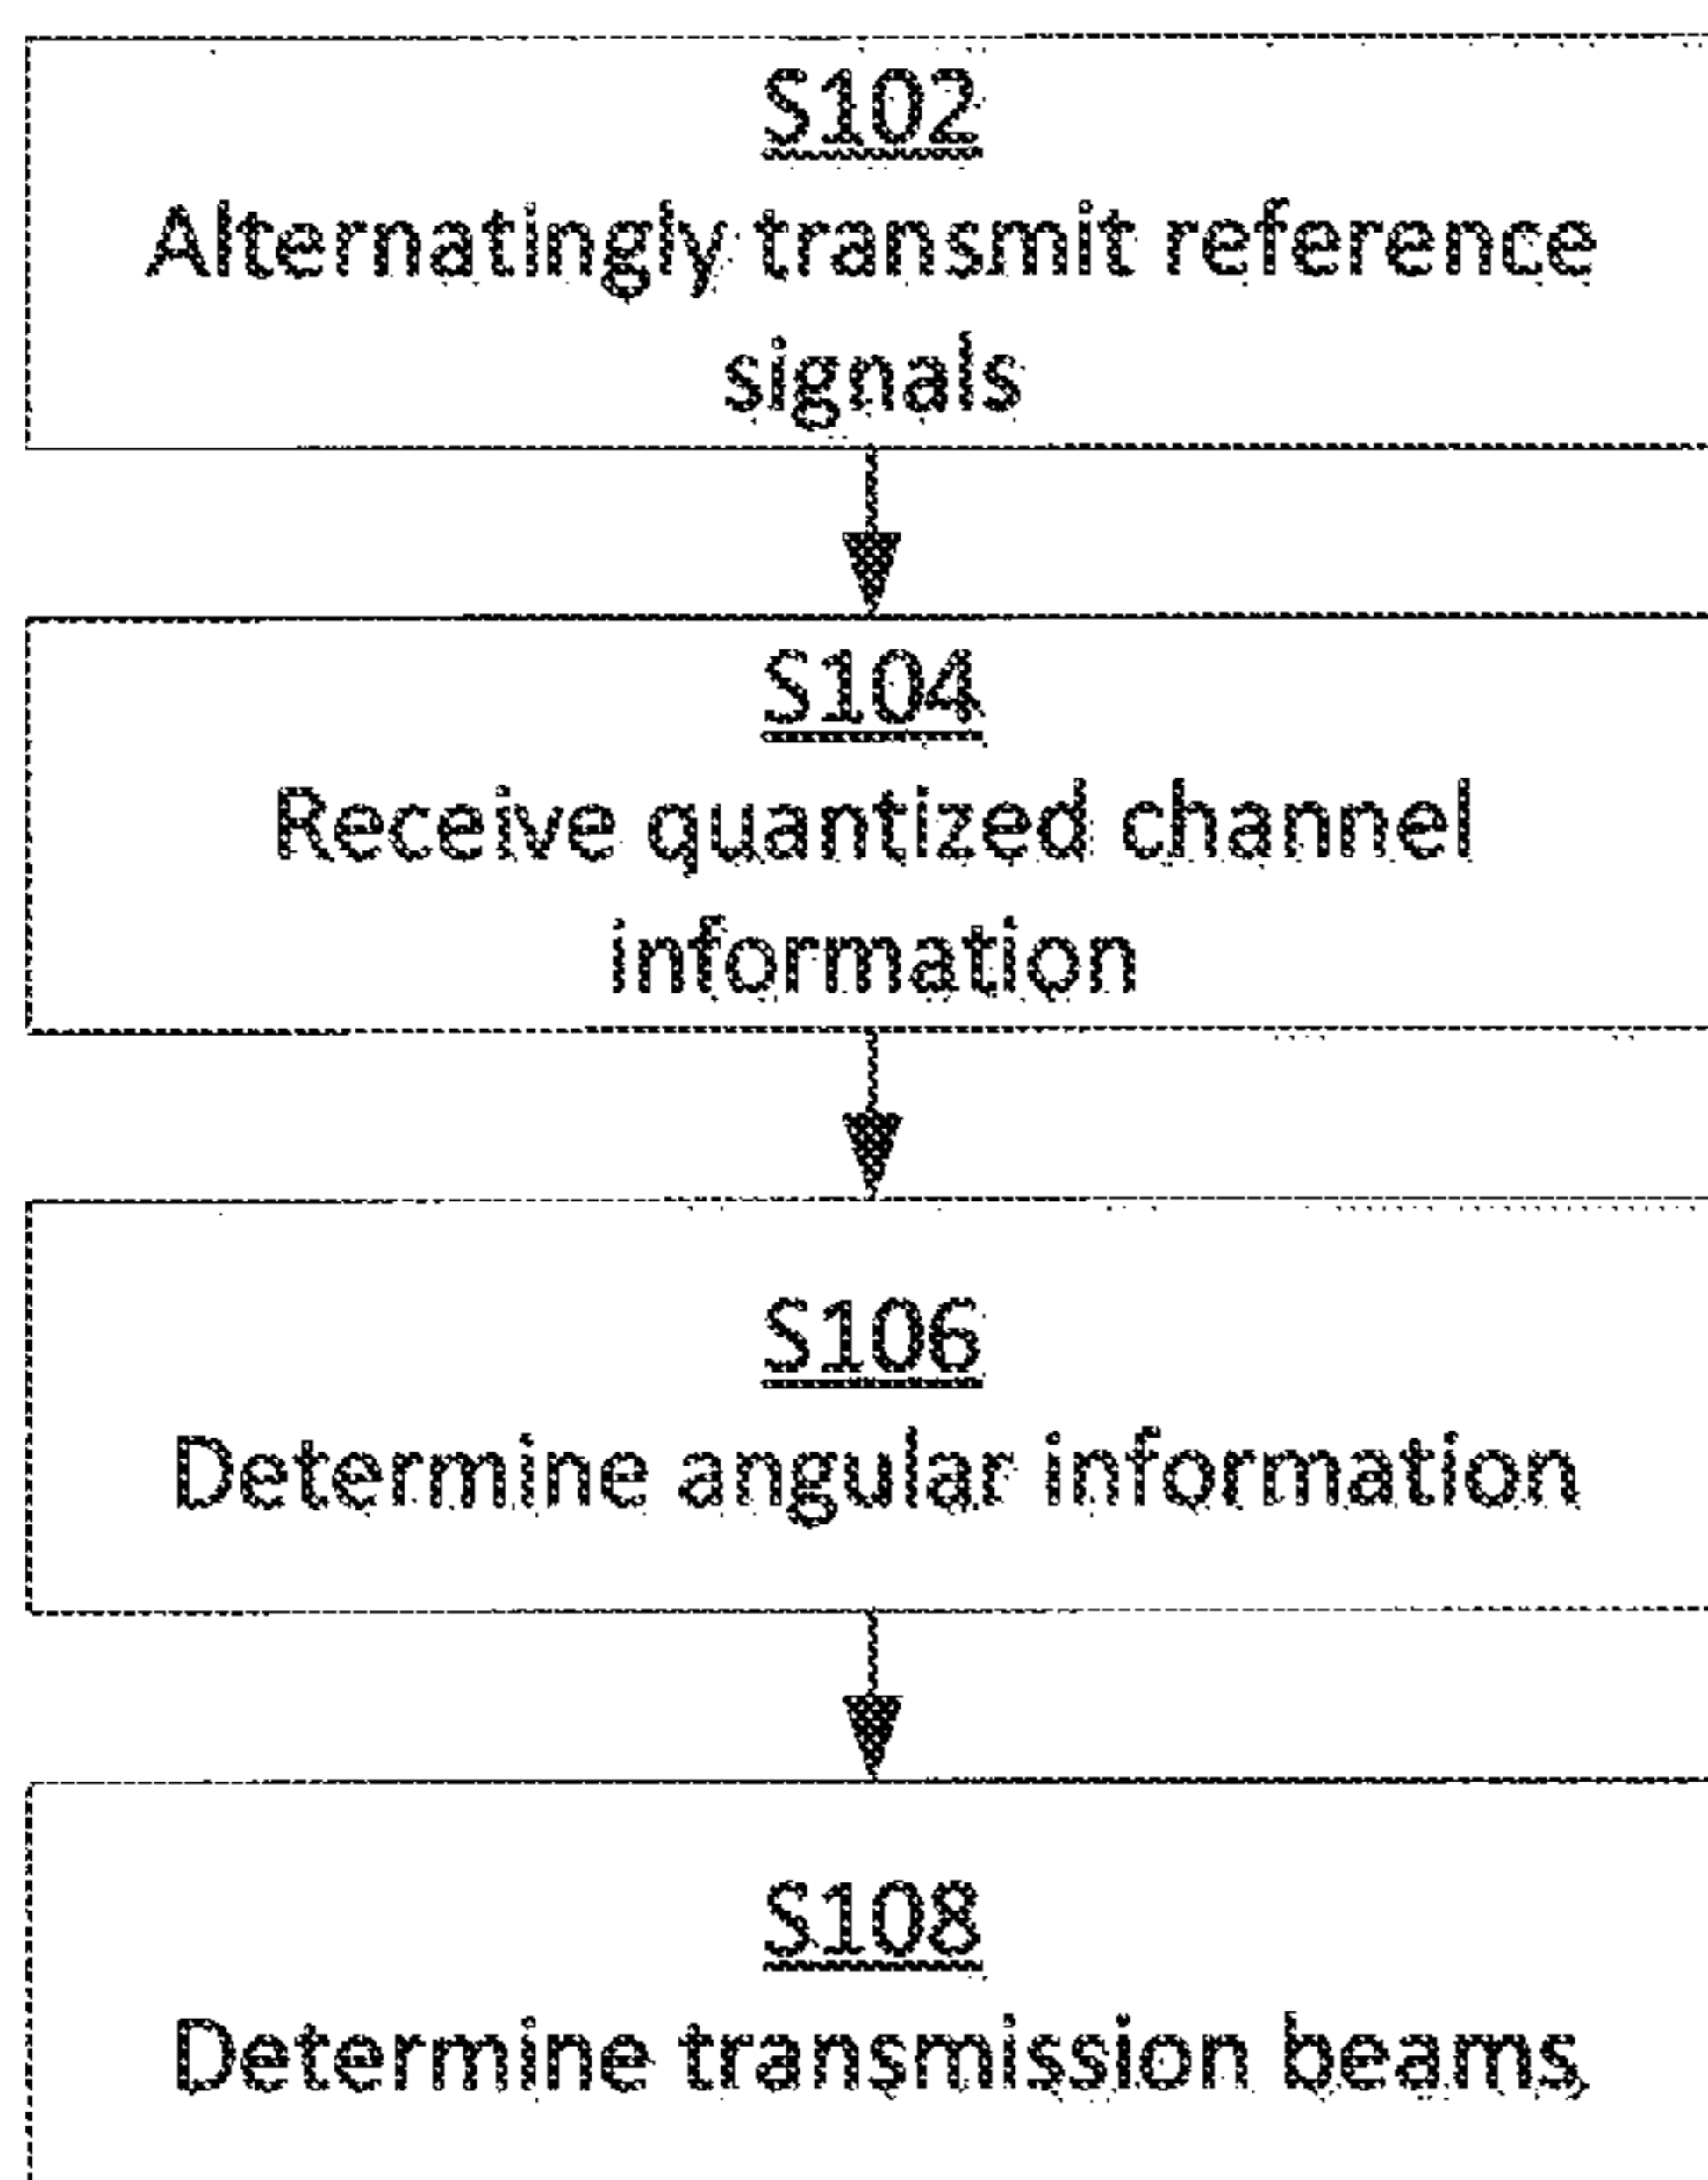 S102
Alternatingly transmit reference
signals
S104
Receive quantized channel
information
S106
Determine angular information
S108
Determine transmission beams